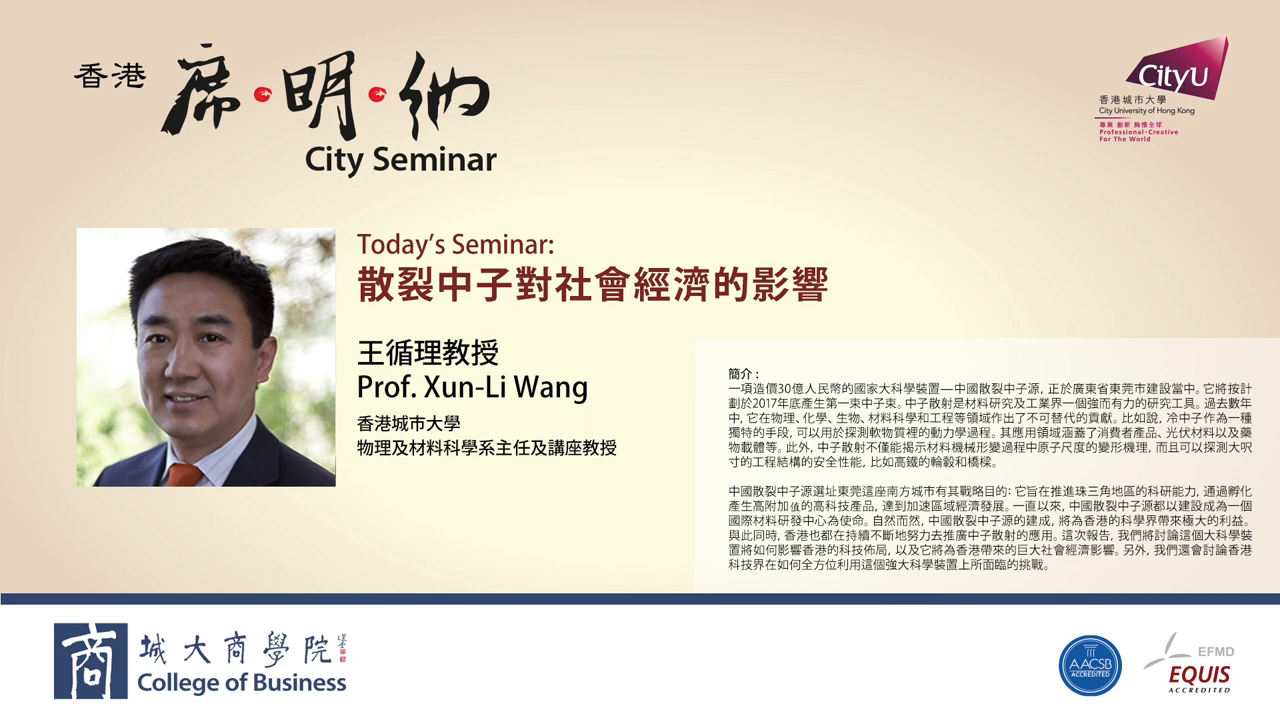 香港 席·明·納
City Seminar
CityU
香港城市大學
City University of Hong Kong
專業 創新 胸懷全球
Professional·Creative
For The World
Today's Seminar:
散裂中子對社會經濟的影響
王循理教授
Prof. Xun-Li Wang
香港城市大學
物理及材料科學系主任及講座教授
簡介：
一項造價30億人民幣的國家大科學裝置—中國散裂中子源，正於廣東省東莞市建設當中。它將按計
劃於2017年底產生第一束中子束。中子散射是材料研究及工業界一個強而有力的研究工具。過去數年
中，它在物理、化學、生物、材料科學和工程等領域作出了不可替代的貢獻。比如說，冷中子作為一種
獨特的手段，可以用於探測軟物質裡的動力學過程。其應用領域涵蓋了消費者產品、光伏材料以及藥
物載體等。此外，中子散射不僅能揭示材料機械形變過程中原子尺度的變形機理，而且可以探測大呎
寸的工程結構的安全性能，比如高鐵的輪轂和橋樑。
中國散裂中子源選址東莞這座南方城市有其戰略目的：它旨在推進珠三角地區的科研能力，通過孵化
產生高附加值的高科技產品，達到加速區域經濟發展。一直以來，中國散裂中子源都以建設成為一個
國際材料研發中心為使命。自然而然，中國散裂中子源的建成，將為香港的科學界帶來極大的利益。
與此同時，香港也都在持續不斷地努力去推廣中子散射的應用。這次報告，我們將討論這個大科學裝
置將如何影響香港的科技佈局，以及它將為香港帶來的巨大社會經濟影響。另外，我們還會討論香港
科技界在如何全方位利用這個強大科學裝置上所面臨的挑戰。
商 城大商學院
College of Business
AACSB
ACCREDITED
EFMD
EQUIS
ACCREDITED